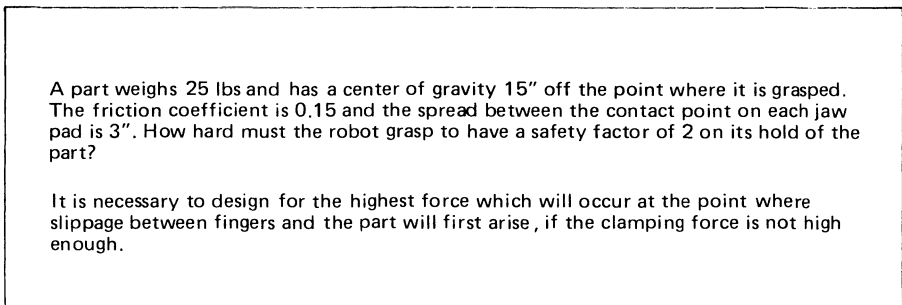 A part weighs 25 lbs and has a center of gravity 15" off the point where it is grasped.
The friction coefficient is 0.15 and the spread between the contact point on each jaw
pad is 3". How hard must the robot grasp to have a safety factor of 2 on its hold of the
part?
It is necessary to design for the highest force which will occur at the point where
slippage between fingers and the part will first arise, if the clamping force is not high
enough.